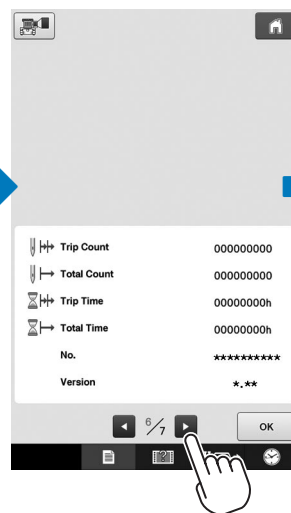 Trip Count 000000000
Total Count 000000000
Trip Time 00000000h
Total Time 00000000h
No. **********
Version *.**
6/7 OK